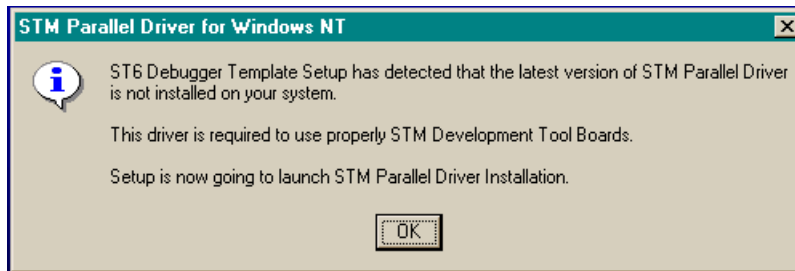 STM Parallel Driver for Windows NT
ST6 Debugger Template Setup has detected that the latest version of STM Parallel Driver
is not installed on your system.
This driver is required to use properly STM Development Tool Boards.
Setup is now going to launch STM Parallel Driver Installation.
OK